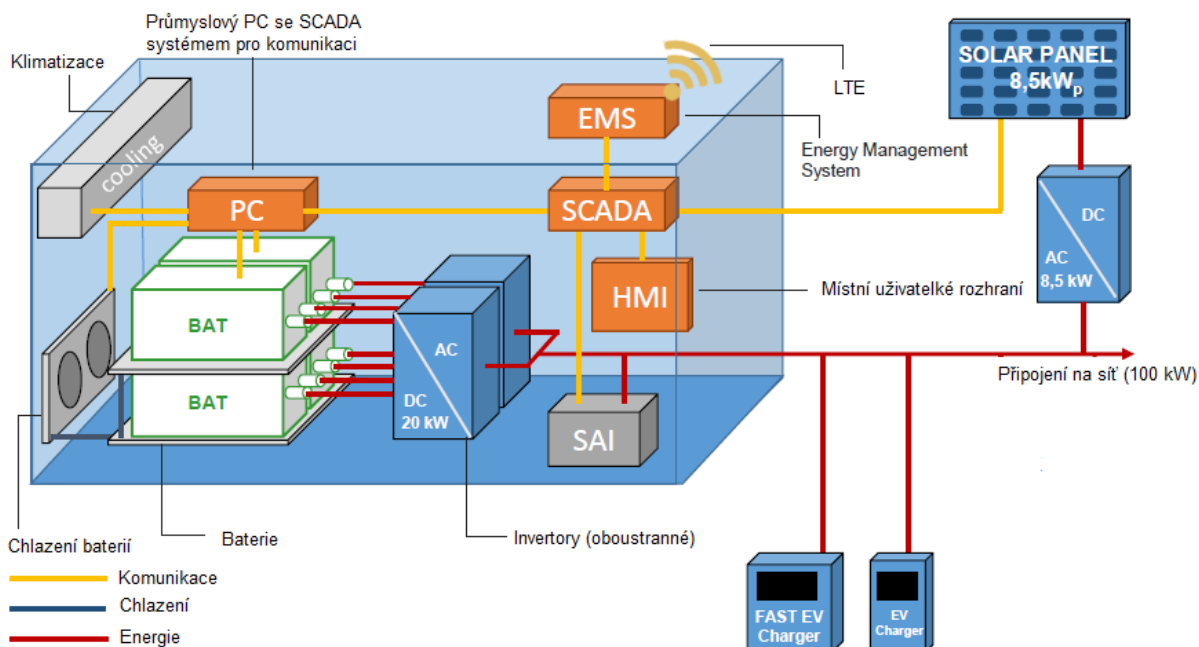 Průmyslový PC se SCADA
systémem pro komunikaci
Klimatizace
cooling
LTE
SOLAR PANEL
8,5kWp
EMS
Energy Management
System
PC
SCADA
DC
AC
8,5 kW
HMI
Místní uživatelké rozhraní
BAT
BAT
AC
DC
20 kW
Připojení na síť (100 kW)
SAI
Chlazení baterií
Baterie
Invertory (oboustranné)
Komunikace
Chlazení
Energie
FAST EV
Charger
EV
Charger